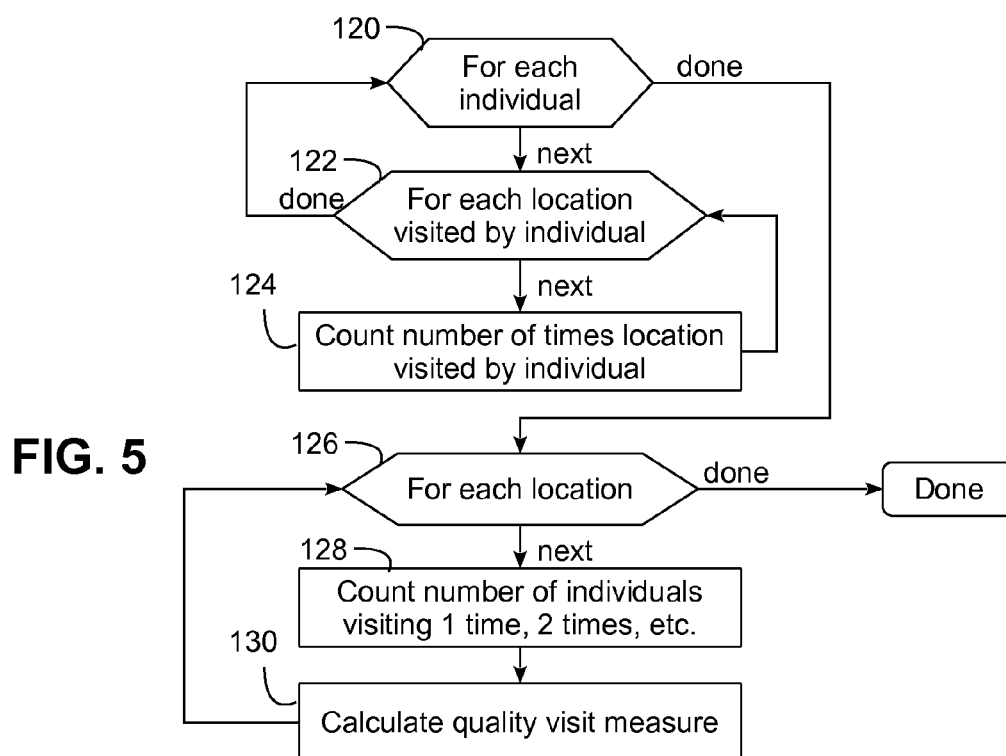 120
For each
individual
done
next
122
done
For each location
visited by individual
next
124
Count number of times location
visited by individual
FIG. 5
126
For each location
done
Done
next
128
Count number of individuals
visiting 1 time, 2 times, etc.
130
Calculate quality visit measure